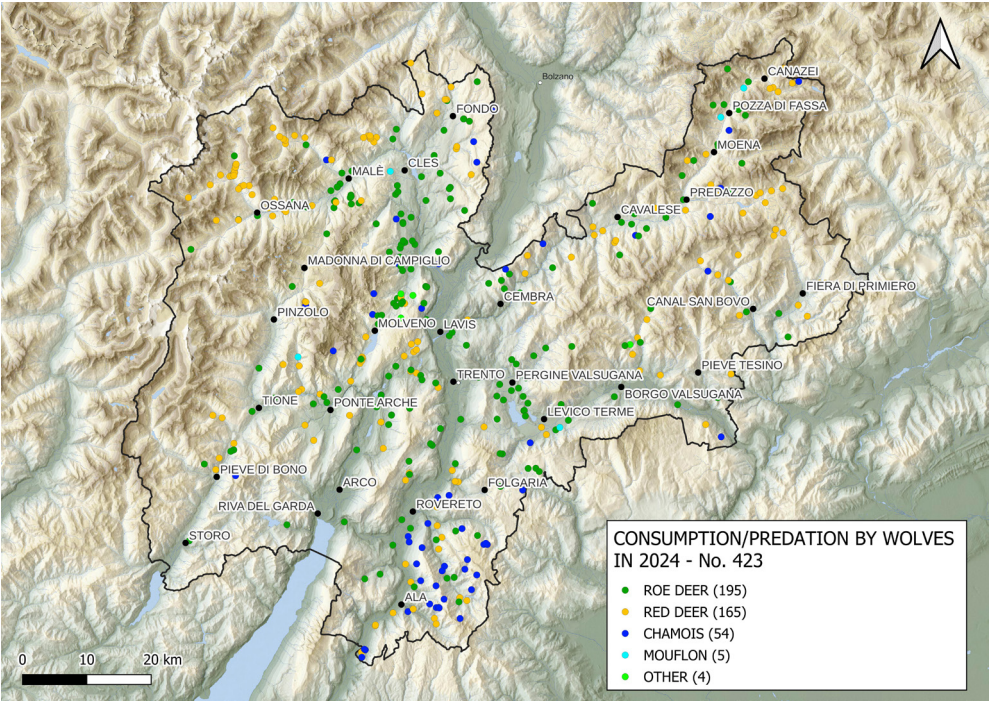 Bolzano
CANAZEI
FONDO
POZZA DI FASSA
MOENA
CLES
MALÈ
PREDAZZO
OSSANA
CAVALESE
MADONNA DI CAMPIGLIO
FIERA DI PRIMIERO
CEMBRA
CANAL SAN BOVO
PINZOLO
MOLVENO
LAVIS
PIEVE TESINO
TRENTO
PERGINE VALSUGANA
BORGO VALSUGANA
TIONE
PONTE ARCHE
LEVICO TERME
PIEVE DI BONO
ARCO
FOLGARIA
RIVA DEL GARDA
ROVERETO
STORO
ALA
CONSUMPTION/PREDATION BY WOLVES
IN 2024 - No. 423
ROE DEER (195)
RED DEER (165)
CHAMOIS (54)
MOUFLON (5)
OTHER (4)
0 10 20 km